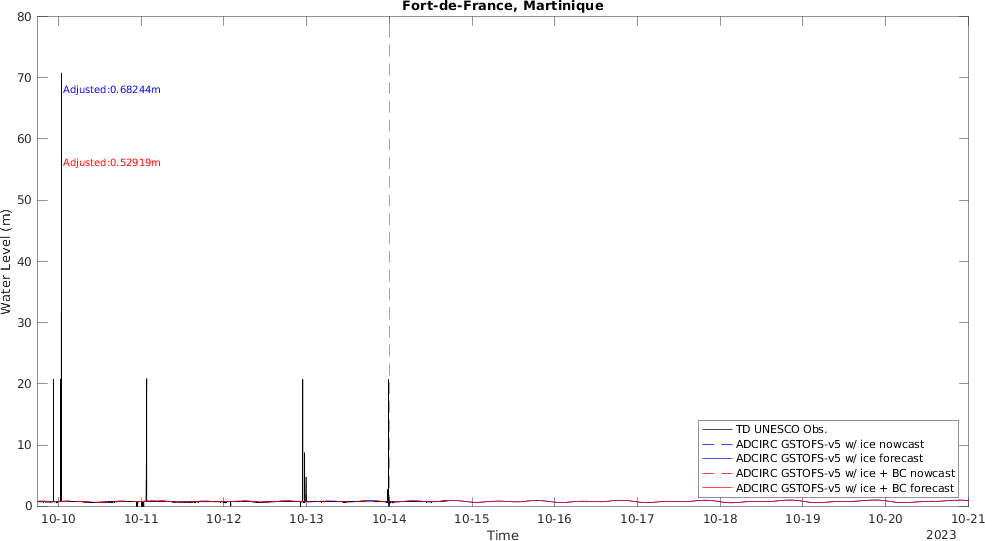 Fort-de-France, Martinique
80
70
60
50
40
30
20
10
0
Water Level (m)
Adjusted:0.68244m
Adjusted:0.52919m
TD UNESCO Obs.
ADCIRC GSTOFS-v5 w/ ice nowcast
ADCIRC GSTOFS-v5 w/ ice forecast
ADCIRC GSTOFS-v5 w/ ice + BC nowcast
ADCIRC GSTOFS-v5 w/ ice + BC forecast
10-10 10-11 10-12 10-13 10-14 10-15 10-16 10-17 10-18 10-19 10-20 10-21
Time
2023